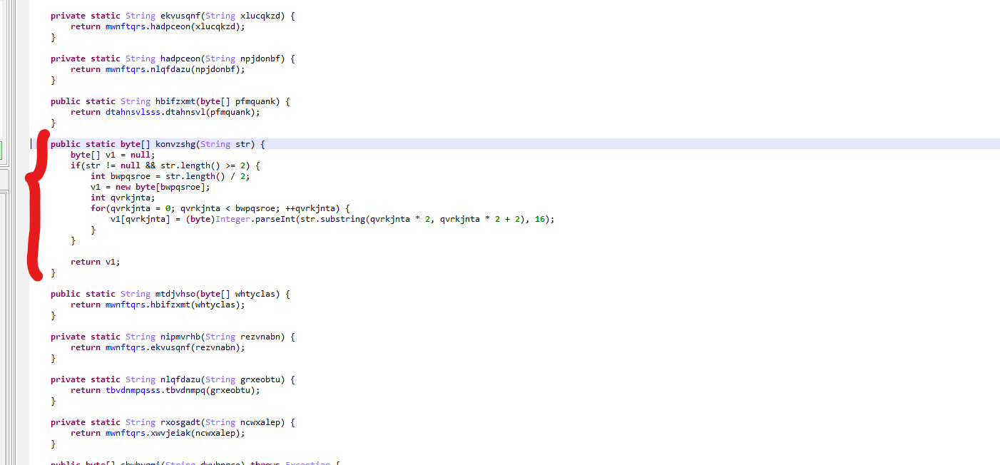 private static String ekvusqnf(String xlucqkzd) {
return mwnftqrs.hadpceon(xlucqkzd);
}
private static String hadpceon(String npjdonbf) {
return mwnftqrs.nlqfdazu(npjdonbf);
}
public static String hbifzxmt(byte[] pfmquank) {
return dtahnsvlsss.dtahnsvl(pfmquank);
}
public static byte[] konvzshg(String str) {
byte[] v1 = null;
if(str != null && str.length() >= 2) {
int bwpqsroe = str.length() / 2;
v1 = new byte[bwpqsroe];
int qvrkjnta;
for(qvrkjnta = 0; qvrkjnta < bwpqsroe; ++qvrkjnta) {
v1[qvrkjnta] = (byte)Integer.parseInt(str.substring(qvrkjnta * 2, qvrkjnta * 2 + 2), 16);
}
}
return v1;
}
public static String mtdjvhso(byte[] whtyclas) {
return mwnftqrs.hbifzxmt(whtyclas);
}
private static String nipmvrhb(String rezvnabn) {
return mwnftqrs.ekvusqnf(rezvnabn);
}
private static String nlqfdazu(String grxeobtu) {
return tbvdnmpqsss.tbvdnmpq(grxeobtu);
}
private static String rxosgadt(String ncwxalep) {
return mwnftqrs.xwvjeiak(ncwxalep);
}
public byte[] (String throws Exception {